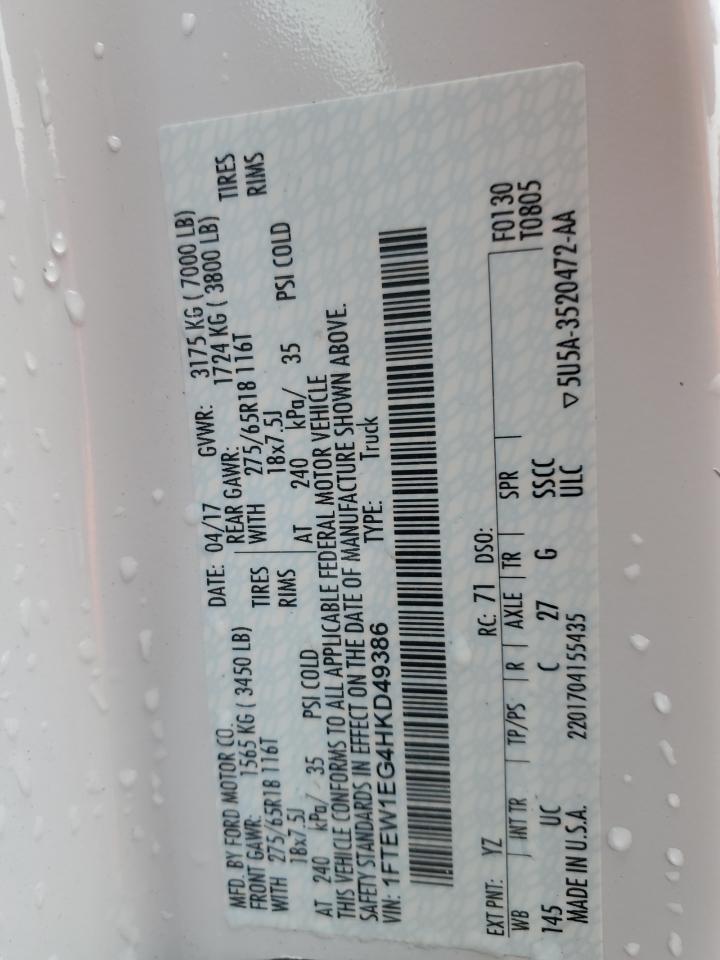 MFD. BY FORD MOTOR CO. DATE: 04/17 GVWR: 3175 KG ( 7000 LB)
FRONT GAWR: 1565 KG ( 3450 LB) REAR GAWR: 1724 KG ( 3800 LB)
WITH 275/65R18 116T TIRES WITH 275/65R18 116T TIRES
18x7.5J RIMS 18x7.5J RIMS
AT 240 kPa/ 35 PSI COLD AT 240 kPa/ 35 PSI COLD
THIS VEHICLE CONFORMS TO ALL APPLICABLE FEDERAL MOTOR VEHICLE
SAFETY STANDARDS IN EFFECT ON THE DATE OF MANUFACTURE SHOWN ABOVE.
VIN: 1FTEW1EG4HKD49386 TYPE: Truck
EXT PNT: YZ RC: 71 DSO: F0130
WB INT TR TP/PS R AXLE TR SPR T0805
145 UC C 27 G SSCC
ULC
MADE IN U.S.A. 2201704155435 ▽5U5A-3520472-AA